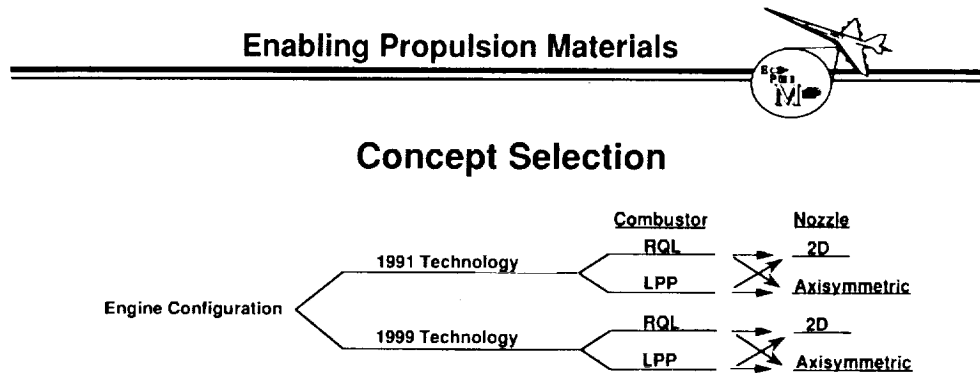 Enabling Propulsion Materials
Concept Selection
Combustor Nozzle
1991 Technology RQL 2D
LPP Axisymmetric
Engine Configuration
1999 Technology RQL 2D
LPP Axisymmetric